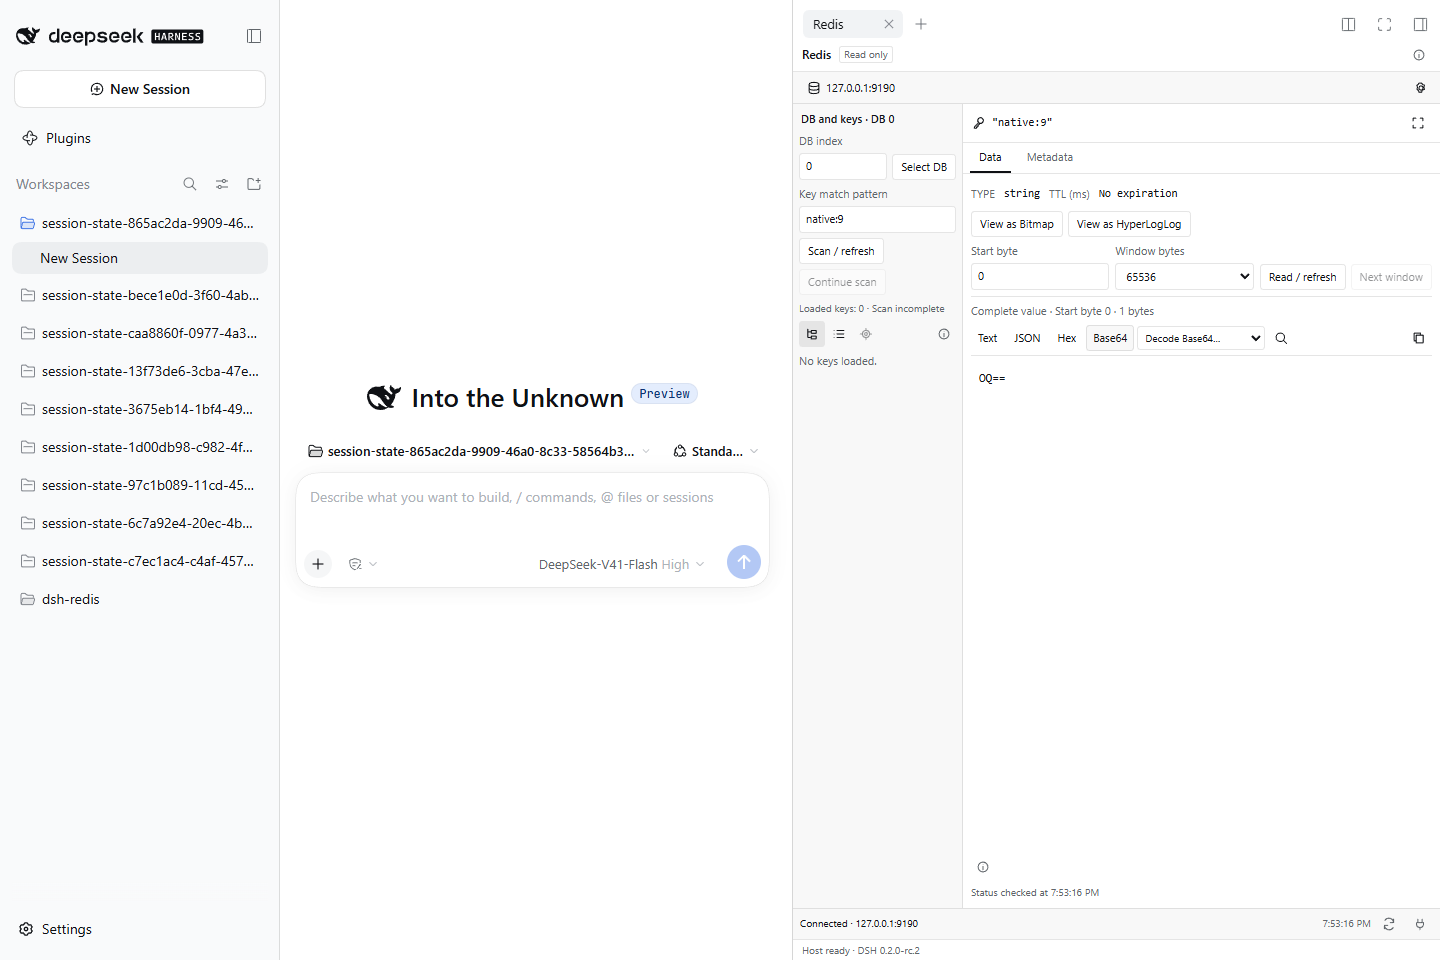 deepseek HARNESS
New Session
Plugins
Workspaces
session-state-865ac2da-9909-46...
New Session
session-state-bece1e0d-3f60-4ab...
session-state-caa8860f-0977-4a3...
session-state-13f73de6-3cba-47e...
session-state-3675eb14-1bf4-49...
session-state-1d00db98-c982-4f...
session-state-97c1b089-11cd-45...
session-state-6c7a92e4-20ec-4b...
session-state-c7ec1ac4-c4af-457...
dsh-redis
Settings
Into the Unknown Preview
session-state-865ac2da-9909-46a0-8c33-58564b3... Standa...
Describe what you want to build, / commands, @ files or sessions
DeepSeek-V41-Flash High
Redis
Redis Read only
127.0.0.1:9190
DB and keys · DB 0
DB index
0 Select DB
Key match pattern
native:9
Scan / refresh
Continue scan
Loaded keys: 0 · Scan incomplete
No keys loaded.
"native:9"
Data Metadata
TYPE string TTL (ms) No expiration
View as Bitmap View as HyperLogLog
Start byte Window bytes
0 65536 Read / refresh Next window
Complete value · Start byte 0 · 1 bytes
Text JSON Hex Base64 Decode Base64...
OQ==
Status checked at 7:53:16 PM
Connected · 127.0.0.1:9190 7:53:16 PM
Host ready · DSH 0.2.0-rc.2